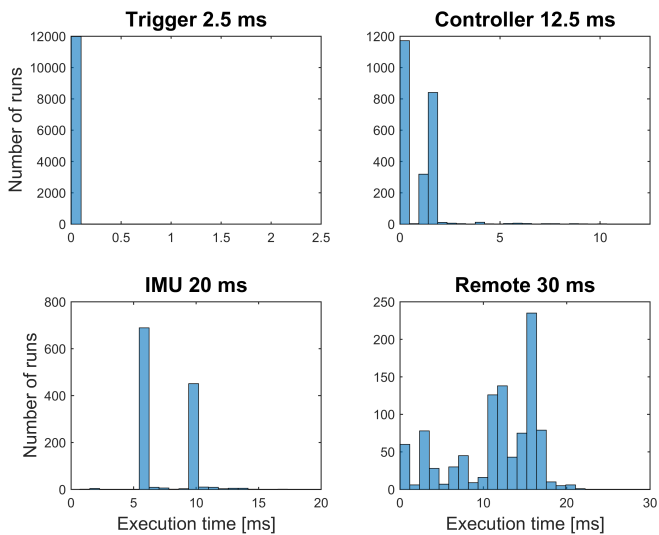 Trigger 2.5 ms
Number of runs
12000
10000
8000
6000
4000
2000
0
0 0.5 1 1.5 2 2.5
Controller 12.5 ms
1200
1000
800
600
400
200
0
0 5 10
IMU 20 ms
Number of runs
800
600
400
200
0
0 5 10 15 20
Execution time [ms]
Remote 30 ms
250
200
150
100
50
0
0 10 20 30
Execution time [ms]